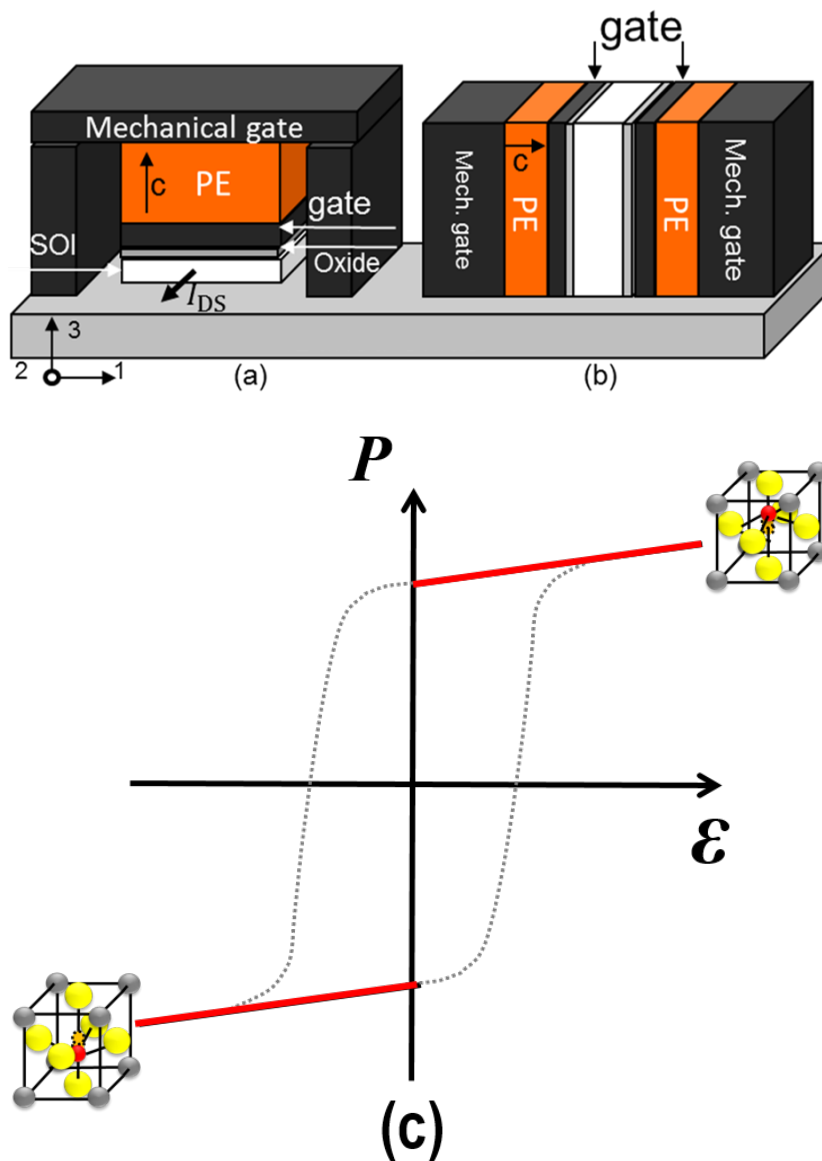 gate
Mechanical gate
c
PE
gate
SOI
Oxide
I_DS
3
2
1
(a)
Mech. gate
c
PE
PE
Mech. gate
(b)
P
ε
(c)